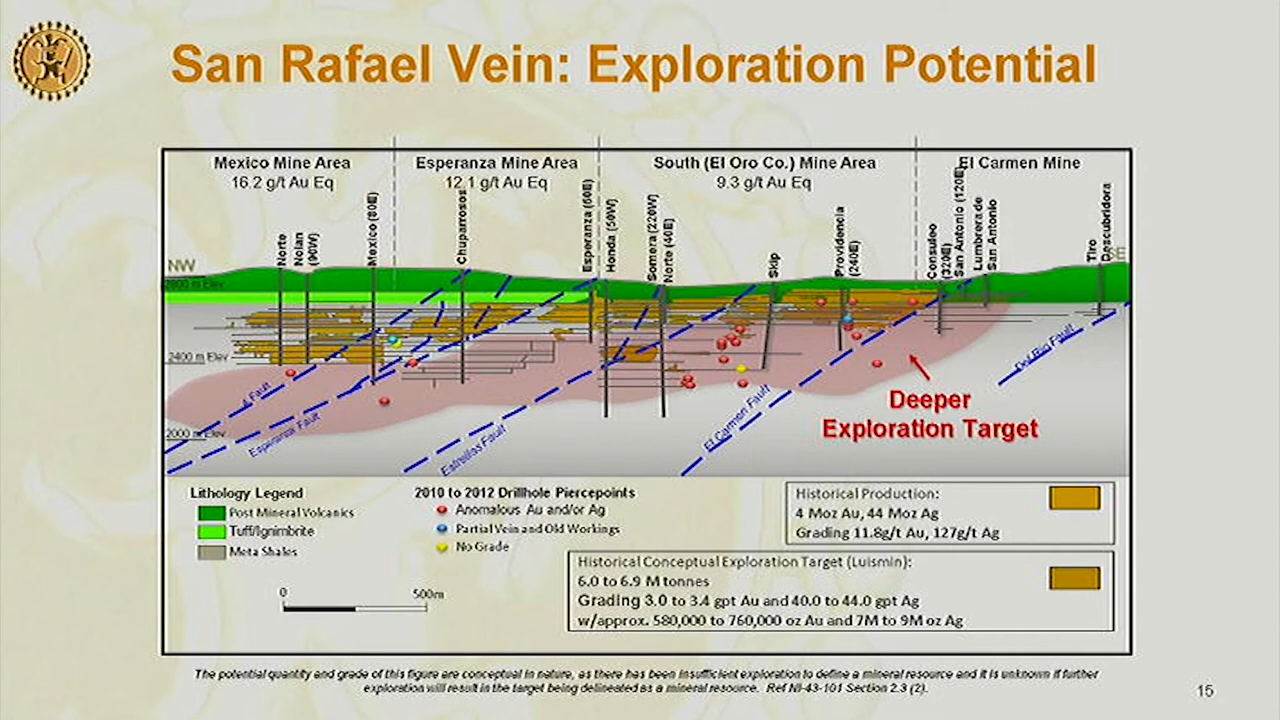 San Rafael Vein: Exploration Potential
Mexico Mine Area
16.2 g/t Au Eq
Esperanza Mine Area
12.1 g/t Au Eq
South (El Oro Co.) Mine Area
9.3 g/t Au Eq
El Carmen Mine
NW
SE
Norte
Nolan
(90W)
Mexico (80E)
Chuparrosos
Esperanza (60E)
Honda (50W)
Somera (220W)
Norte (40E)
Skip
Providencia
(240E)
Consuleo
(320E)
San Antonio (120E)
Lumbrera de
San Antonio
Tiro
Descubridora
2800 m Elev
2400 m Elev
2000 m Elev
A Fault
Esperanza Fault
Estrellas Fault
El Carmen Fault
Del Rio Fault
Deeper
Exploration Target
Lithology Legend
Post Mineral Volcanics
Tuff/Ignimbrite
Meta Shales
0 500m
2010 to 2012 Drillhole Piercepoints
Anomalous Au and/or Ag
Partial Vein and Old Workings
No Grade
Historical Production:
4 Moz Au, 44 Moz Ag
Grading 11.8g/t Au, 127g/t Ag
Historical Conceptual Exploration Target (Luismin):
6.0 to 6.9 M tonnes
Grading 3.0 to 3.4 gpt Au and 40.0 to 44.0 gpt Ag
w/approx. 580,000 to 760,000 oz Au and 7M to 9M oz Ag
The potential quantity and grade of this figure are conceptual in nature, as there has been insufficient exploration to define a mineral resource and it is unknown if further
exploration will result in the target being delineated as a mineral resource. Ref NI-43-101 Section 2.3 (2).
15